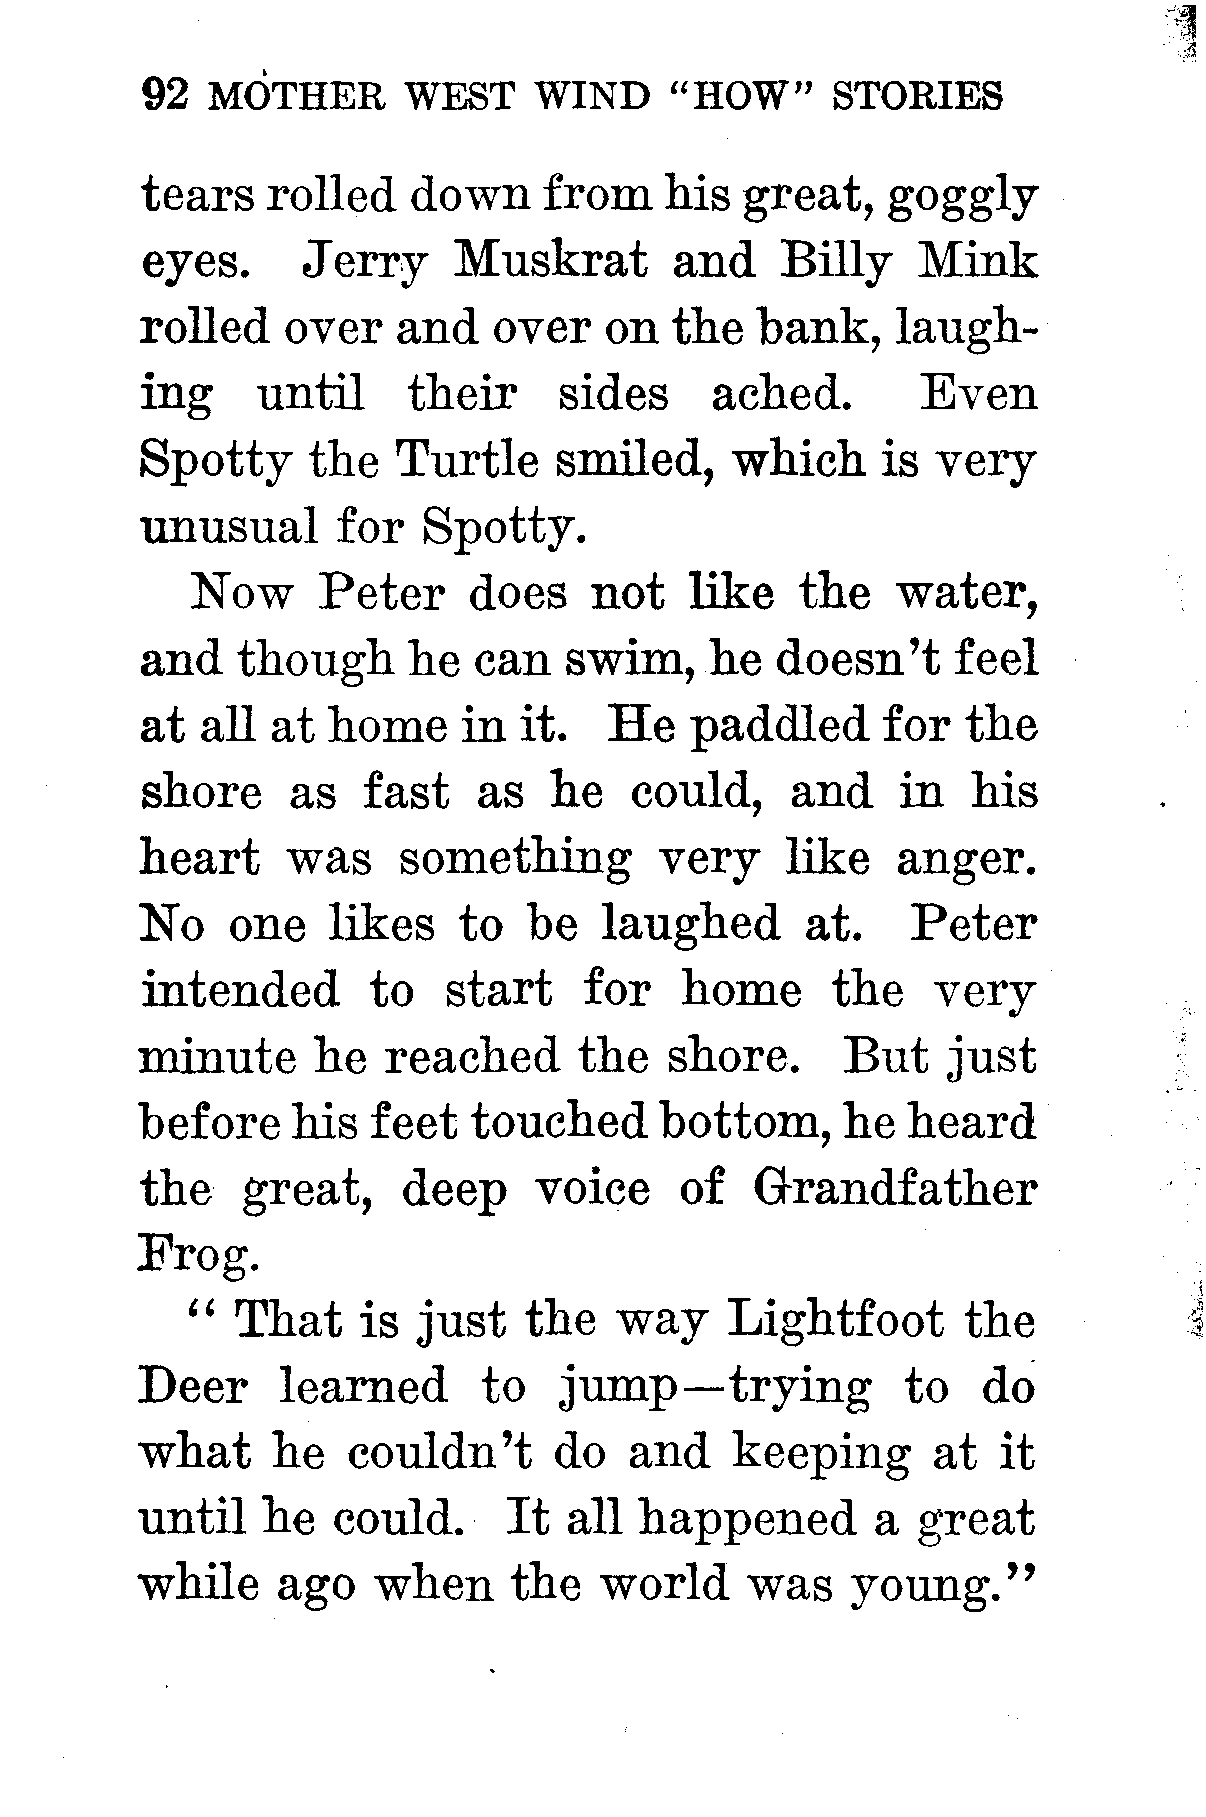 92 MOTHER WEST WIND "HOW" STORIES
tears rolled down from his great, goggly
eyes. Jerry Muskrat and Billy Mink
rolled over and over on the bank, laugh-
ing until their sides ached. Even
Spotty the Turtle smiled, which is very
unusual for Spotty.
Now Peter does not like the water,
and though he can swim, he doesn't feel
at all at home in it. He paddled for the
shore as fast as he could, and in his
heart was something very like anger.
No one likes to be laughed at. Peter
intended to start for home the very
minute he reached the shore. But just
before his feet touched bottom, he heard
the great, deep voice of Grandfather
Frog.
"That is just the way Lightfoot the
Deer learned to jump—trying to do
what he couldn't do and keeping at it
until he could. It all happened a great
while ago when the world was young."